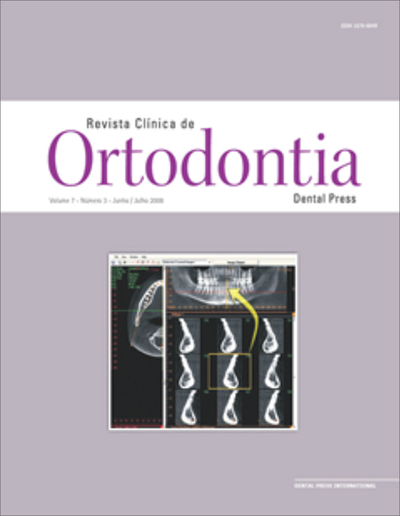 Revista Clínica de
Ortodontia
Dental Press
Volume 7 - Número 3 - Junho / Julho 2008
DENTAL PRESS INTERNATIONAL